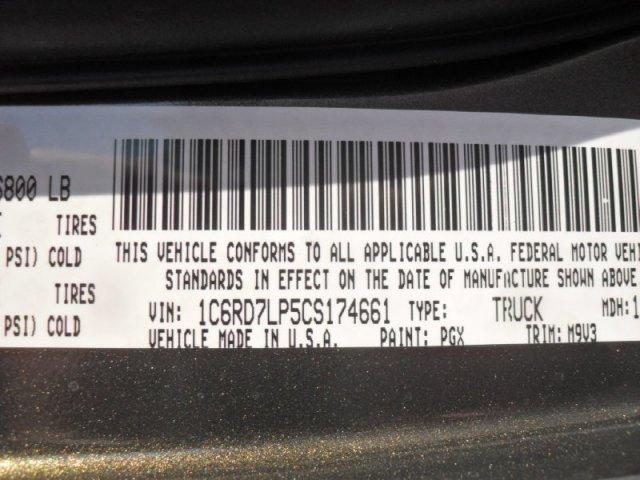 6800 LB
E TIRES
PSI) COLD
TIRES
PSI) COLD
THIS VEHICLE CONFORMS TO ALL APPLICABLE U.S.A. FEDERAL MOTOR VEHI
STANDARDS IN EFFECT ON THE DATE OF MANUFACTURE SHOWN ABOVE
VIN: 1C6RD7LP5CS174661 TYPE: TRUCK MDH: 1
VEHICLE MADE IN U.S.A. PAINT: PGX TRIM: M9V3